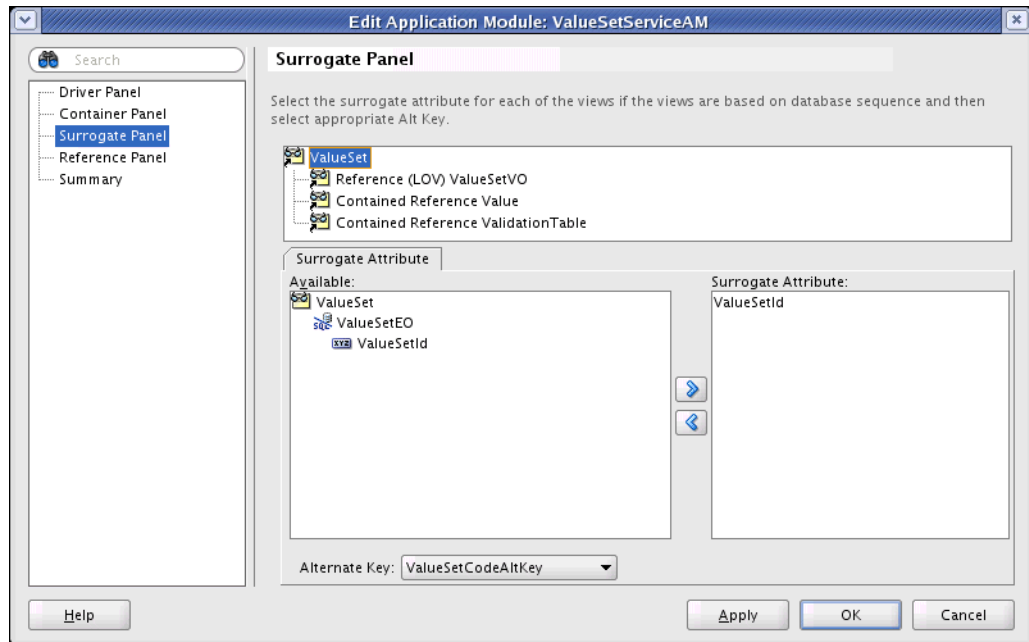 Edit Application Module: ValueSetServiceAM
Search
Driver Panel
Container Panel
Surrogate Panel
Reference Panel
Summary
Surrogate Panel
Select the surrogate attribute for each of the views if the views are based on database sequence and then
select appropriate Alt Key.
ValueSet
Reference (LOV) ValueSetVO
Contained Reference Value
Contained Reference ValidationTable
Surrogate Attribute
Available:
ValueSet
SQL ValueSetEO
XYZ ValueSetId
Surrogate Attribute:
ValueSetId
Alternate Key: ValueSetCodeAltKey
Help
Apply
OK
Cancel